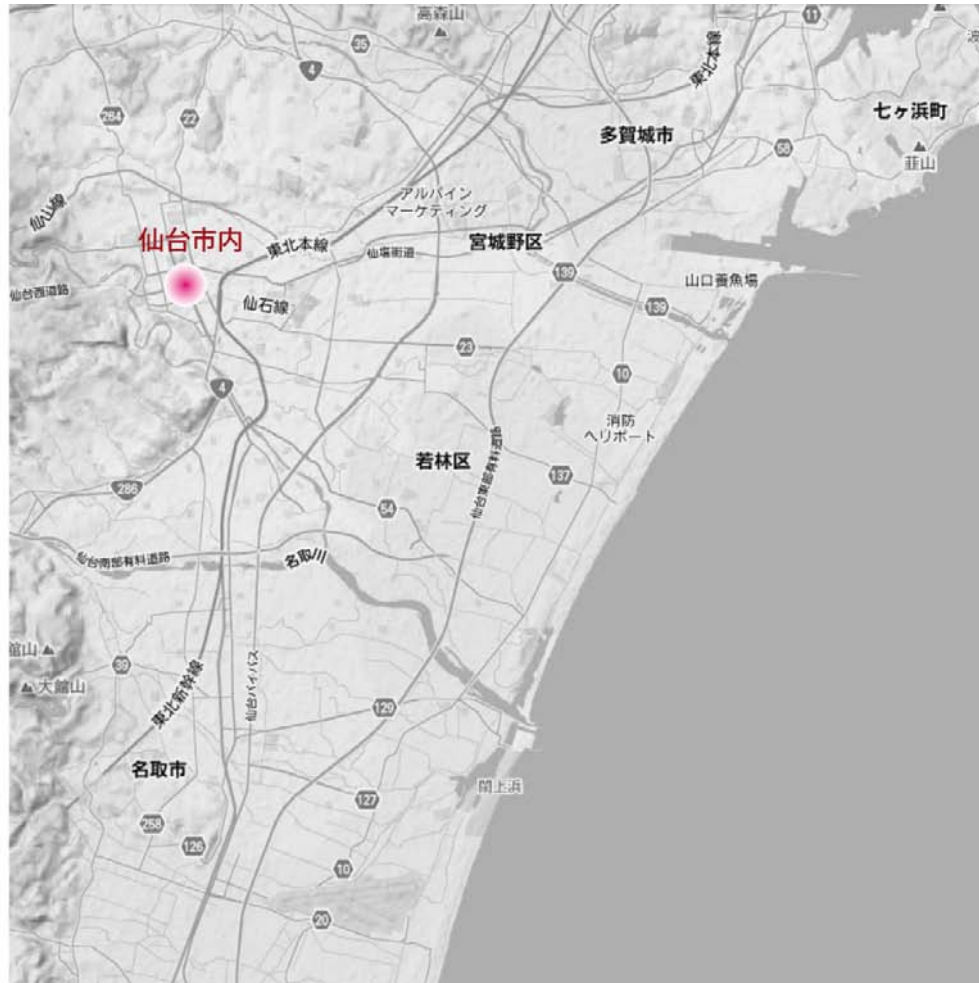 高森山
11
35
4
東北本線
264
22
多賀城市
七ヶ浜町
58
韮山
仙山線
アルパイン
マーケティング
仙台市内
東北本線
仙塩街道
宮城野区
139
山口養魚場
仙台西道路
仙石線
139
23
10
4
消防
ヘリポート
若林区
仙台東部有料道路
137
286
54
仙台南部有料道路
名取川
館山
39
大館山
東北新幹線
仙台バイパス
129
名取市
閖上浜
127
258
126
10
20